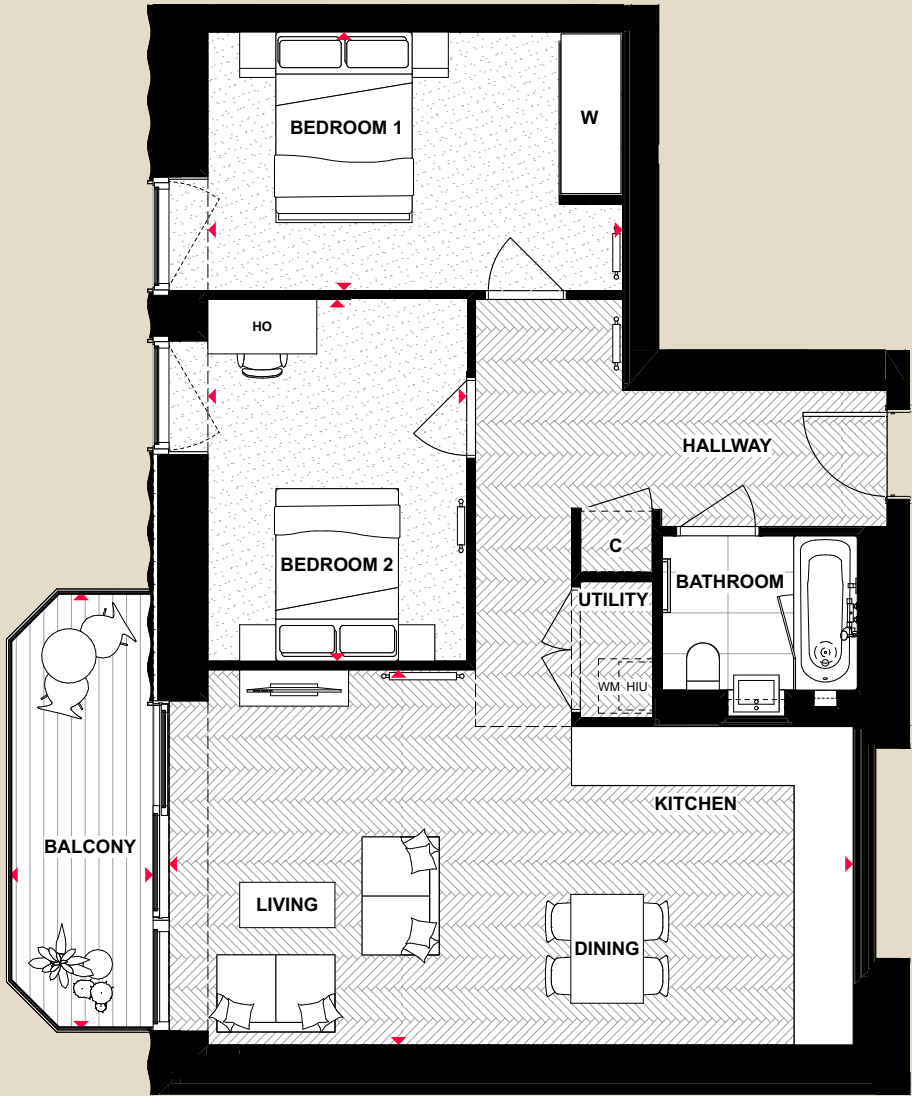 BEDROOM 1
W
HO
HALLWAY
C
BEDROOM 2
BATHROOM
UTILITY
WM HIU
KITCHEN
BALCONY
LIVING
DINING